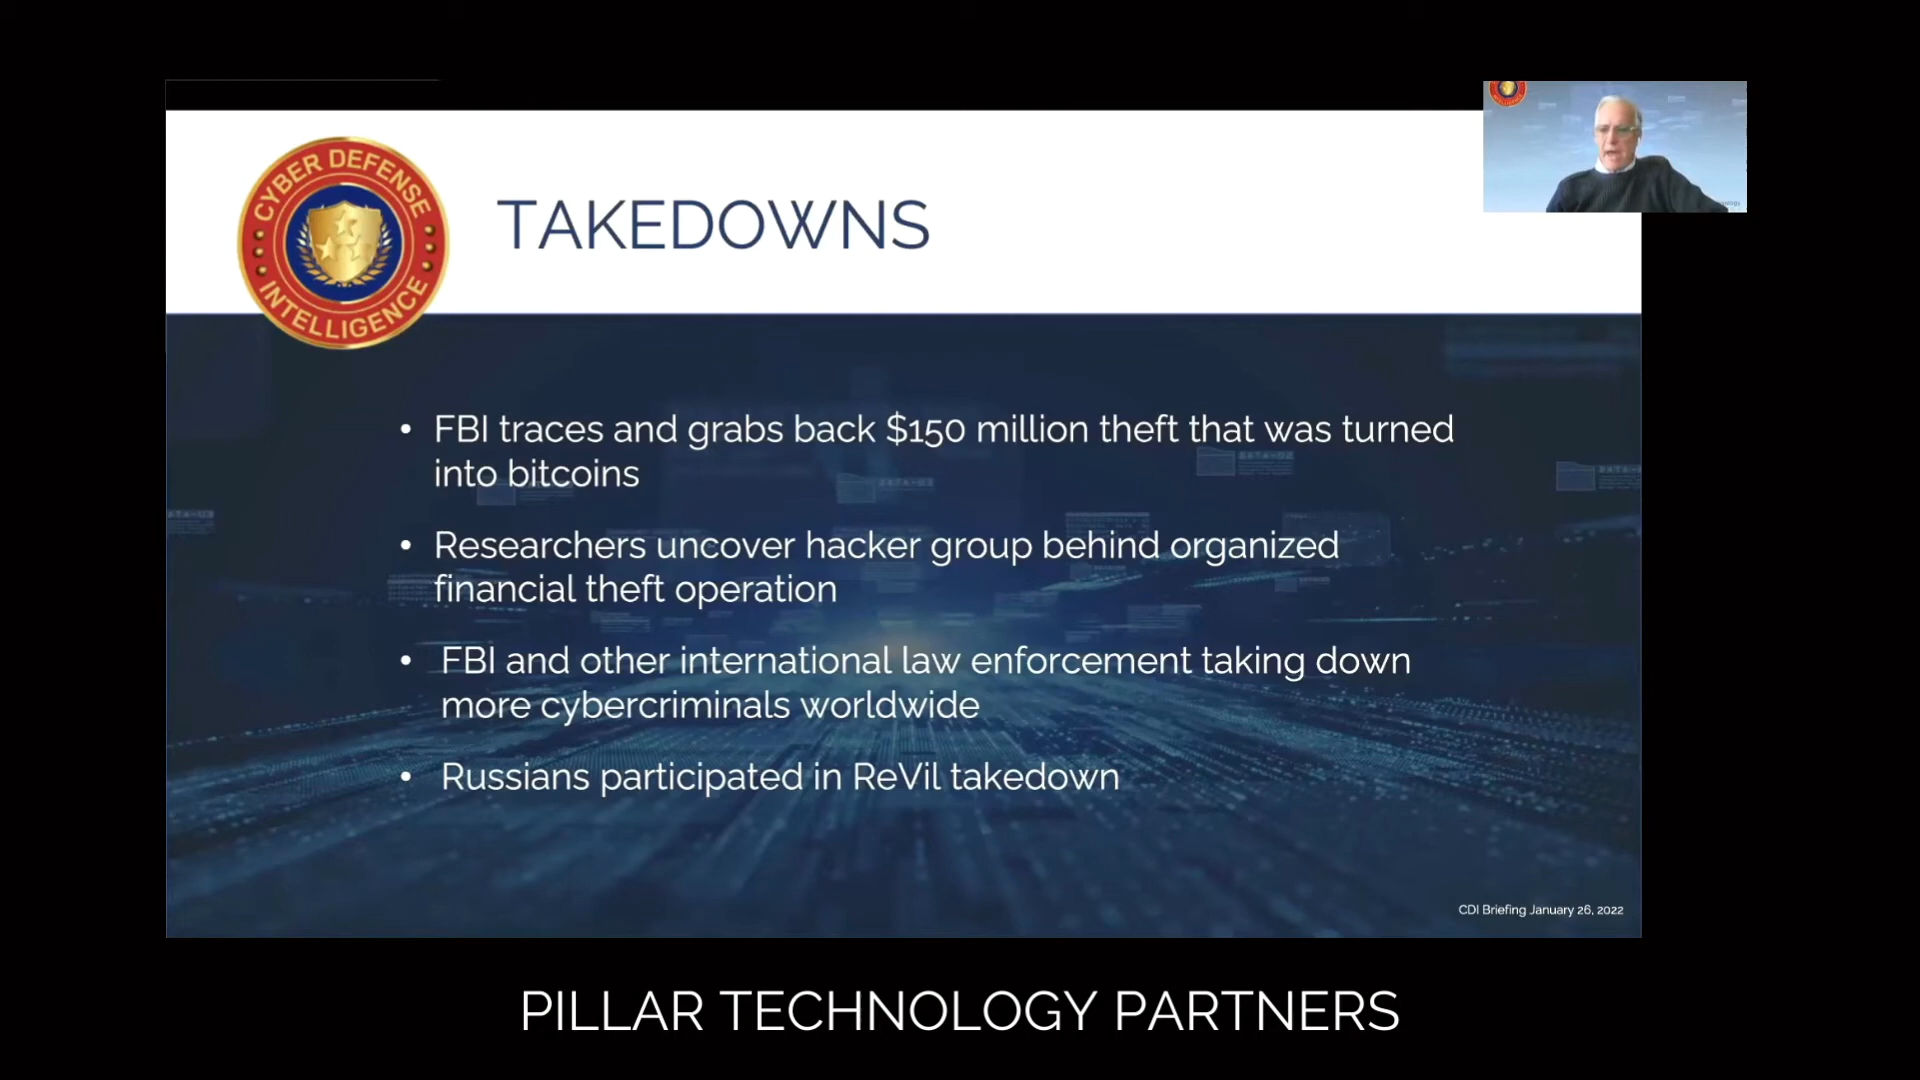 CYBER DEFENSE
INTELLIGENCE
TAKEDOWNS
• FBI traces and grabs back $150 million theft that was turned
into bitcoins
• Researchers uncover hacker group behind organized
financial theft operation
• FBI and other international law enforcement taking down
more cybercriminals worldwide
• Russians participated in ReVil takedown
CDI Briefing January 26, 2022
PILLAR TECHNOLOGY PARTNERS